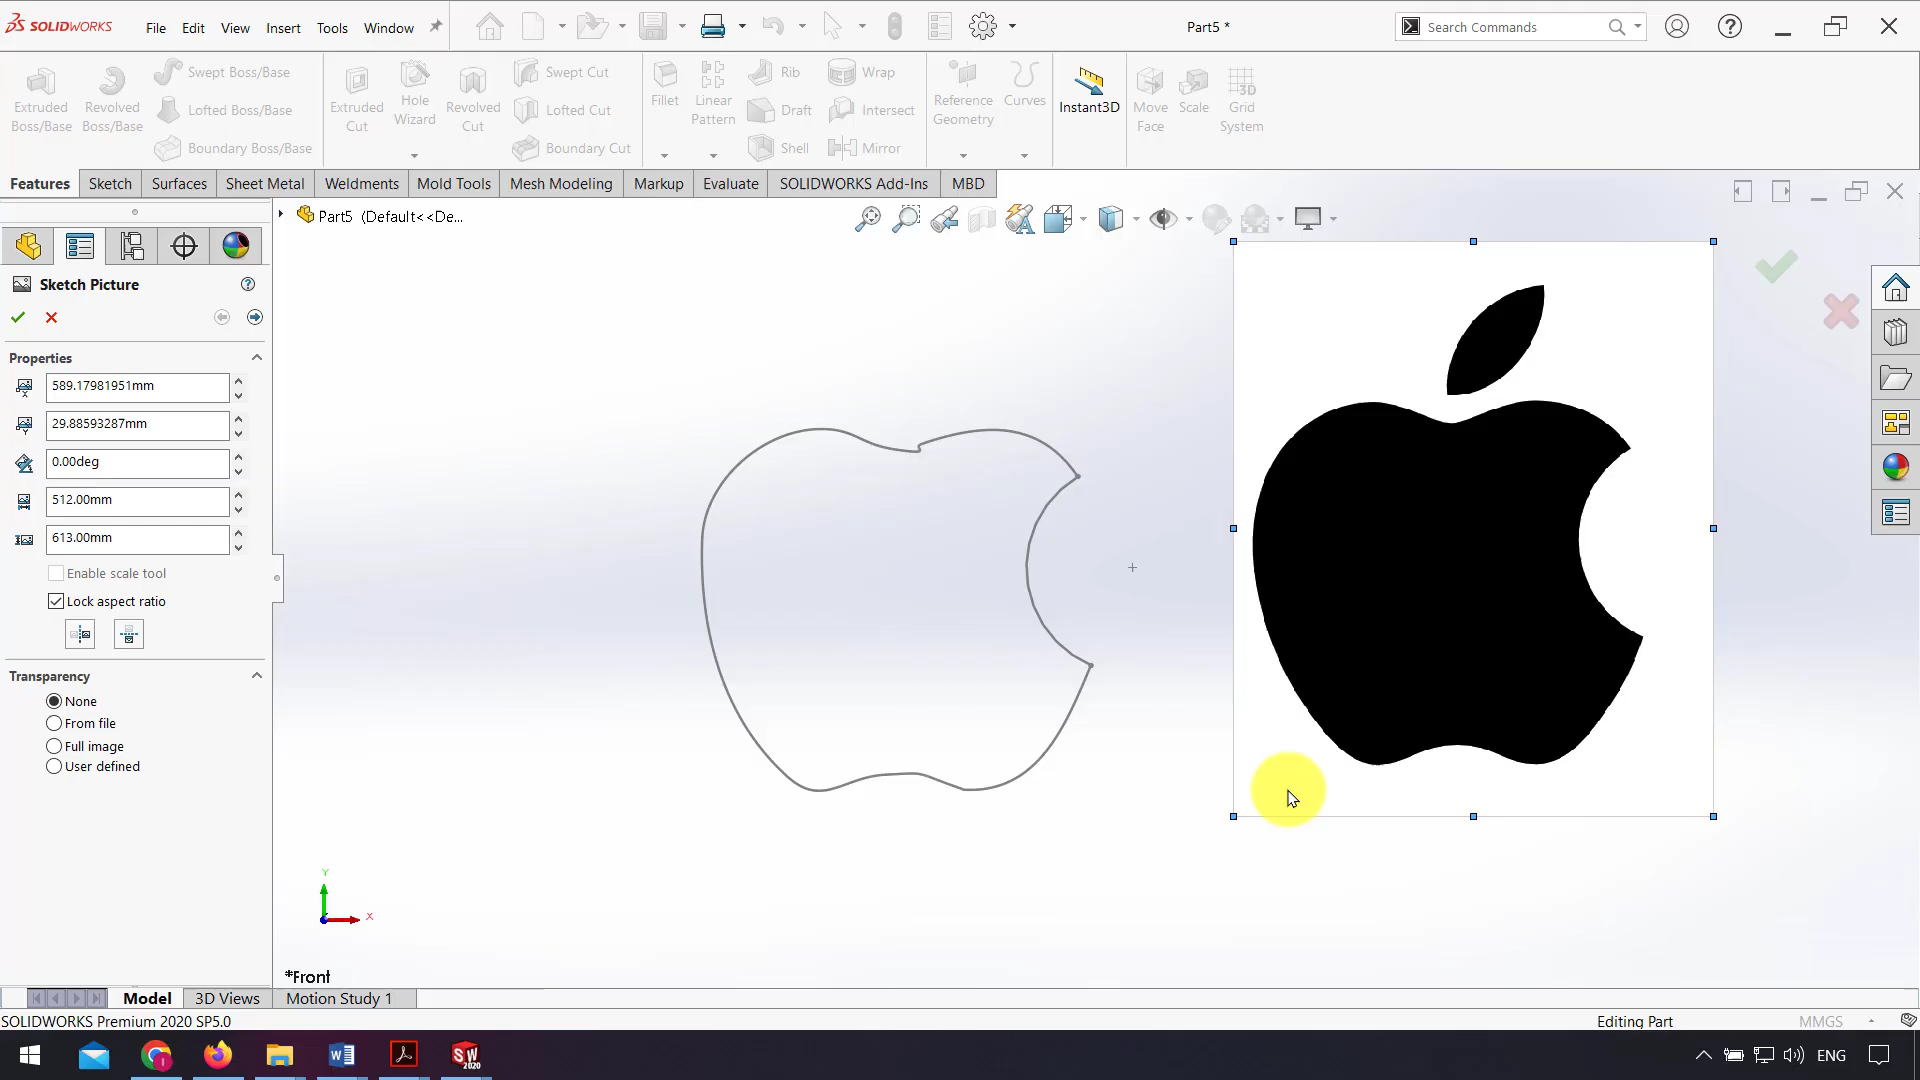 SOLIDWORKS File Edit View Insert Tools Window Part5 * Search Commands
Extruded Boss/Base
Revolved Boss/Base
Swept Boss/Base
Lofted Boss/Base
Boundary Boss/Base
Extruded Cut
Hole Wizard
Revolved Cut
Swept Cut
Lofted Cut
Boundary Cut
Fillet
Linear Pattern
Rib
Draft
Shell
Wrap
Intersect
Mirror
Reference Geometry
Curves
Instant3D
Move Face
Scale
Grid System
Features Sketch Surfaces Sheet Metal Weldments Mold Tools Mesh Modeling Markup Evaluate SOLIDWORKS Add-Ins MBD
Part5 (Default<<De...
Sketch Picture
Properties
589.17981951mm
29.88593287mm
0.00deg
512.00mm
613.00mm
Enable scale tool
Lock aspect ratio
Transparency
None
From file
Full image
User defined
Y
X
*Front
Model 3D Views Motion Study 1
SOLIDWORKS Premium 2020 SP5.0 Editing Part MMGS
SW 2020
ENG